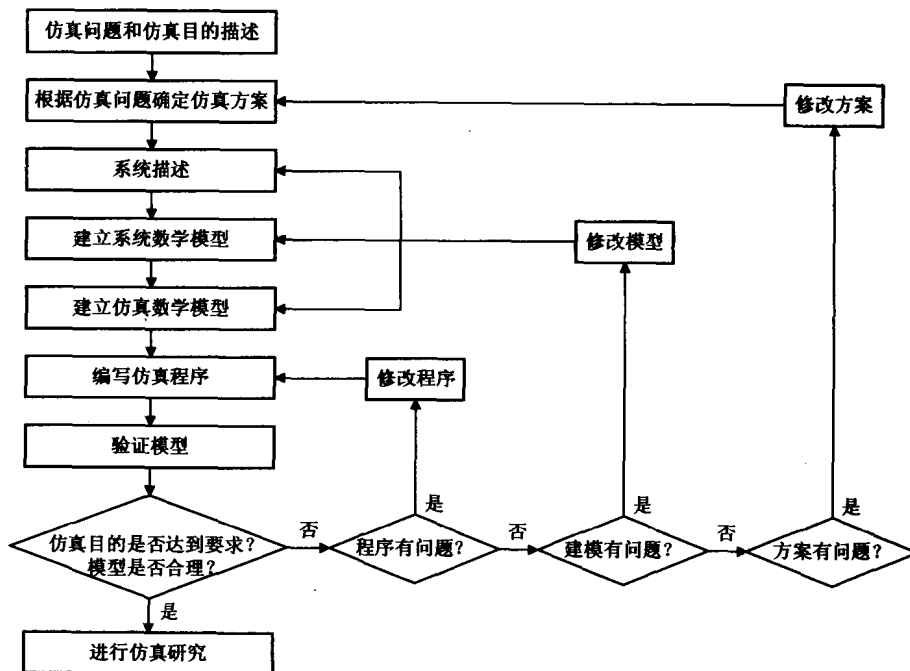 仿真问题和仿真目的描述
根据仿真问题确定仿真方案
修改方案
系统描述
建立系统数学模型
修改模型
建立仿真数学模型
编写仿真程序
修改程序
验证模型
是
是
是
仿真目的是否达到要求?
模型是否合理?
否
程序有问题?
否
建模有问题?
否
方案有问题?
是
进行仿真研究